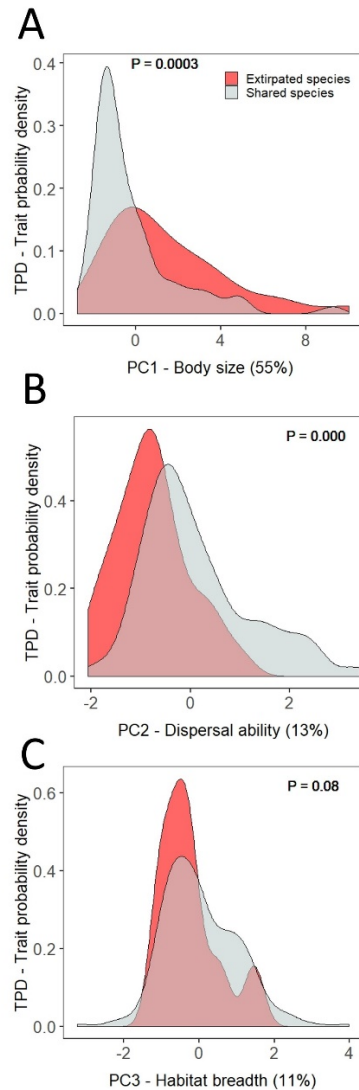 A
P = 0.0003
Extirpated species
Shared species
0.4
0.3
0.2
0.1
0.0
TPD - Trait prbability density
0
4
8
PC1 - Body size (55%)
B
P = 0.000
0.4
0.2
0.0
TPD - Trait probability density
-2
0
2
PC2 - Dispersal ability (13%)
C
P = 0.08
0.6
0.4
0.2
0.0
TPD - Trait probability density
-2
0
2
4
PC3 - Habitat breadth (11%)